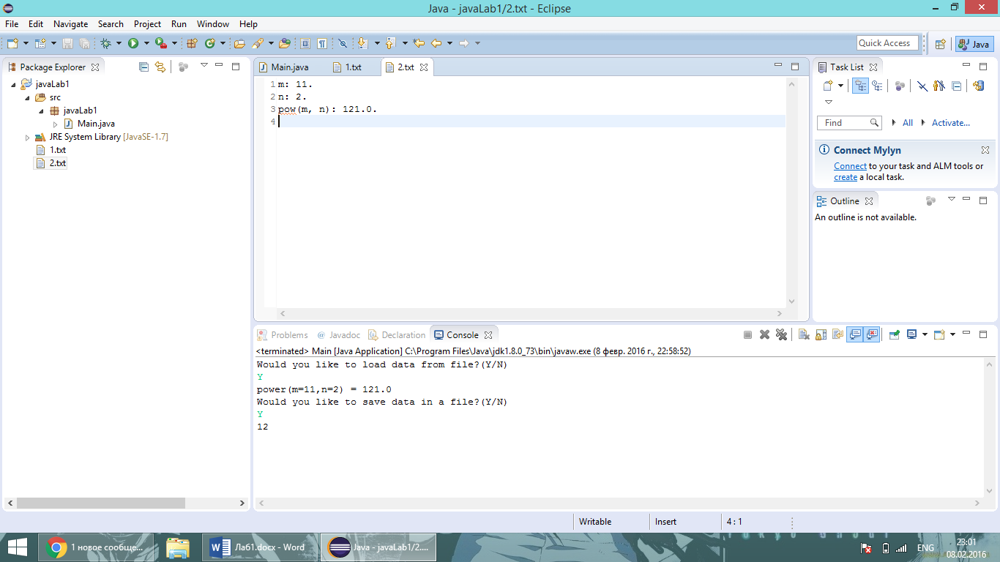 Java - javaLab1/2.txt - Eclipse
File Edit Navigate Search Project Run Window Help
Quick Access
Java
Package Explorer
javaLab1
src
javaLab1
Main.java
JRE System Library [JavaSE-1.7]
1.txt
2.txt
Main.java 1.txt 2.txt
1 m: 11.
2 n: 2.
3 pow(m, n): 121.0.
4
Task List
Find All Activate...
Connect Mylyn
Connect to your task and ALM tools or
create a local task.
Outline
An outline is not available.
Problems @ Javadoc Declaration Console
<terminated> Main [Java Application] C:\Program Files\Java\jdk1.8.0_73\bin\javaw.exe (8 февр. 2016 г., 22:58:52)
Would you like to load data from file?(Y/N)
Y
power(m=11,n=2) = 121.0
Would you like to save data in a file?(Y/N)
Y
12
Writable Insert 4 : 1
1 новое сообще...
Лаб1.docx - Word
Java - javaLab1/2....
ENG
23:01
08.02.2016